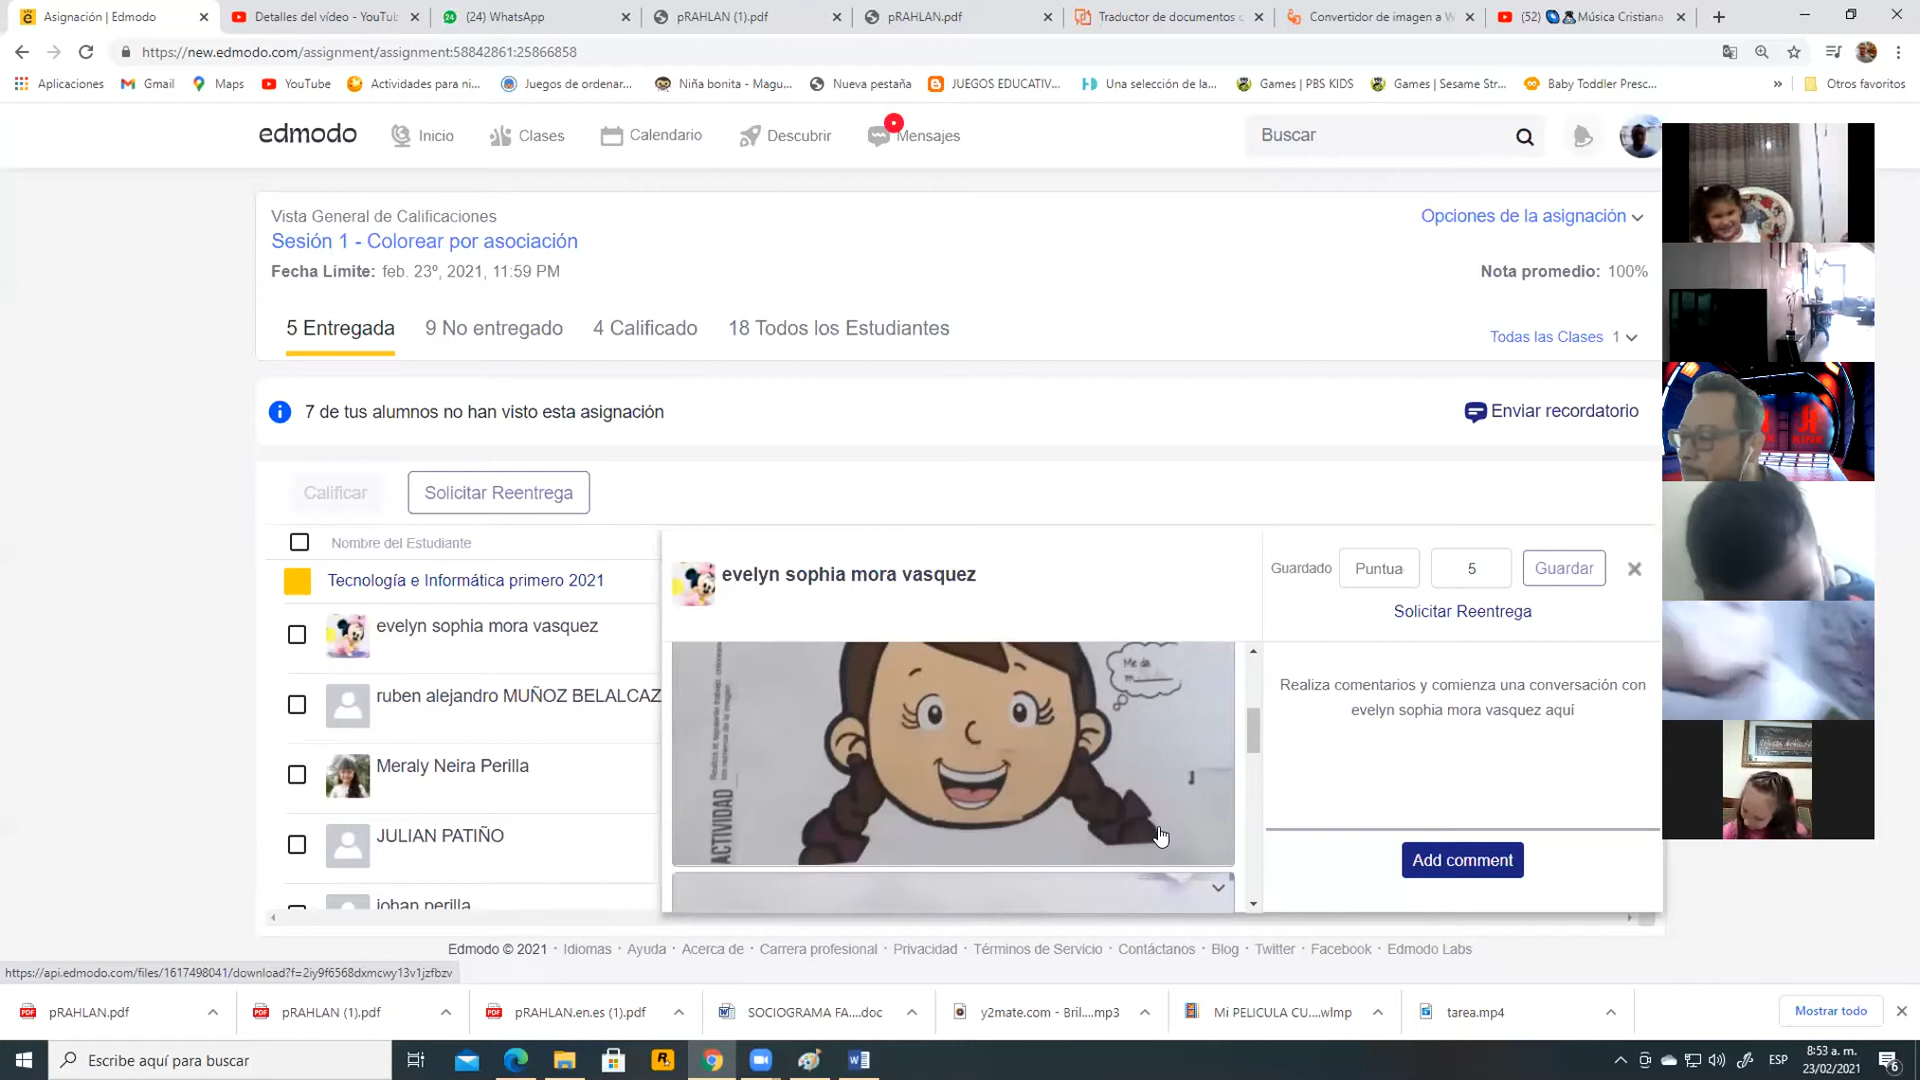 Asignación | Edmodo
Detalles del vídeo - YouTub
(24) WhatsApp
pRAHLAN (1).pdf
pRAHLAN.pdf
Traductor de documentos
Convertidor de imagen a W
(52) Música Cristiana
https://new.edmodo.com/assignment/assignment:58842861:25866858
Aplicaciones
Gmail
Maps
YouTube
Actividades para ni...
Juegos de ordenar...
Niña bonita - Magu...
Nueva pestaña
JUEGOS EDUCATIV...
Una selección de la...
Games | PBS KIDS
Games | Sesame Str...
Baby Toddler Presc...
»
Otros favoritos
edmodo
Inicio
Clases
Calendario
Descubrir
Mensajes
Buscar
Vista General de Calificaciones
Opciones de la asignación
Sesión 1 - Colorear por asociación
Fecha Límite: feb. 23º, 2021, 11:59 PM
Nota promedio: 100%
5 Entregada
9 No entregado
4 Calificado
18 Todos los Estudiantes
Todas las Clases 1
7 de tus alumnos no han visto esta asignación
Enviar recordatorio
Calificar
Solicitar Reentrega
Nombre del Estudiante
Tecnología e Informática primero 2021
evelyn sophia mora vasquez
ruben alejandro MUÑOZ BELALCAZ
Meraly Neira Perilla
JULIAN PATIÑO
johan perilla
evelyn sophia mora vasquez
Guardado
Puntua
5
Guardar
Solicitar Reentrega
Me da
ACTIVIDAD
Realiza comentarios y comienza una conversación con
evelyn sophia mora vasquez aquí
Add comment
Edmodo © 2021 · Idiomas · Ayuda · Acerca de · Carrera profesional · Privacidad · Términos de Servicio · Contáctanos · Blog · Twitter · Facebook · Edmodo Labs
https://api.edmodo.com/files/1617498041/download?f=2iy9f6568dxmcwy13v1jzfbzv
pRAHLAN.pdf
pRAHLAN (1).pdf
pRAHLAN.en.es (1).pdf
SOCIOGRAMA FA....doc
y2mate.com - Bril....mp3
Mi PELICULA CU....wlmp
tarea.mp4
Mostrar todo
Escribe aquí para buscar
ESP
8:53 a. m.
23/02/2021
6